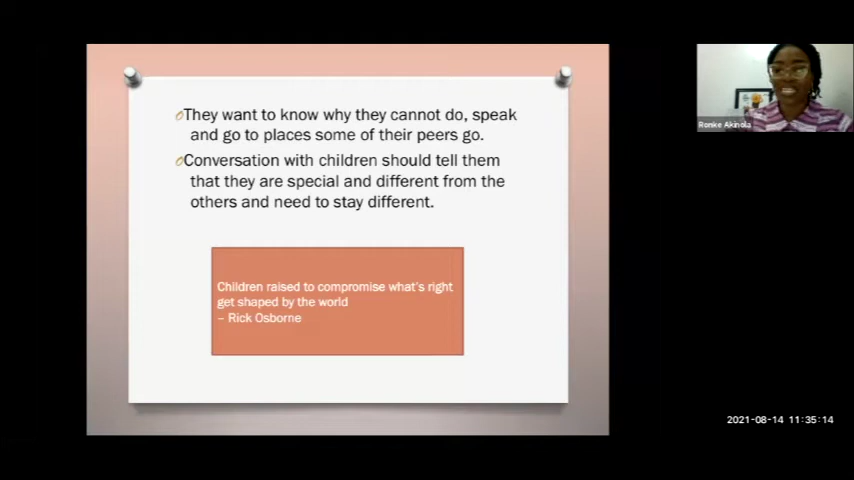 They want to know why they cannot do, speak
and go to places some of their peers go.
Conversation with children should tell them
that they are special and different from the
others and need to stay different.
Children raised to compromise what's right
get shaped by the world
– Rick Osborne
Ronke Akinola
2021-08-14 11:35:14